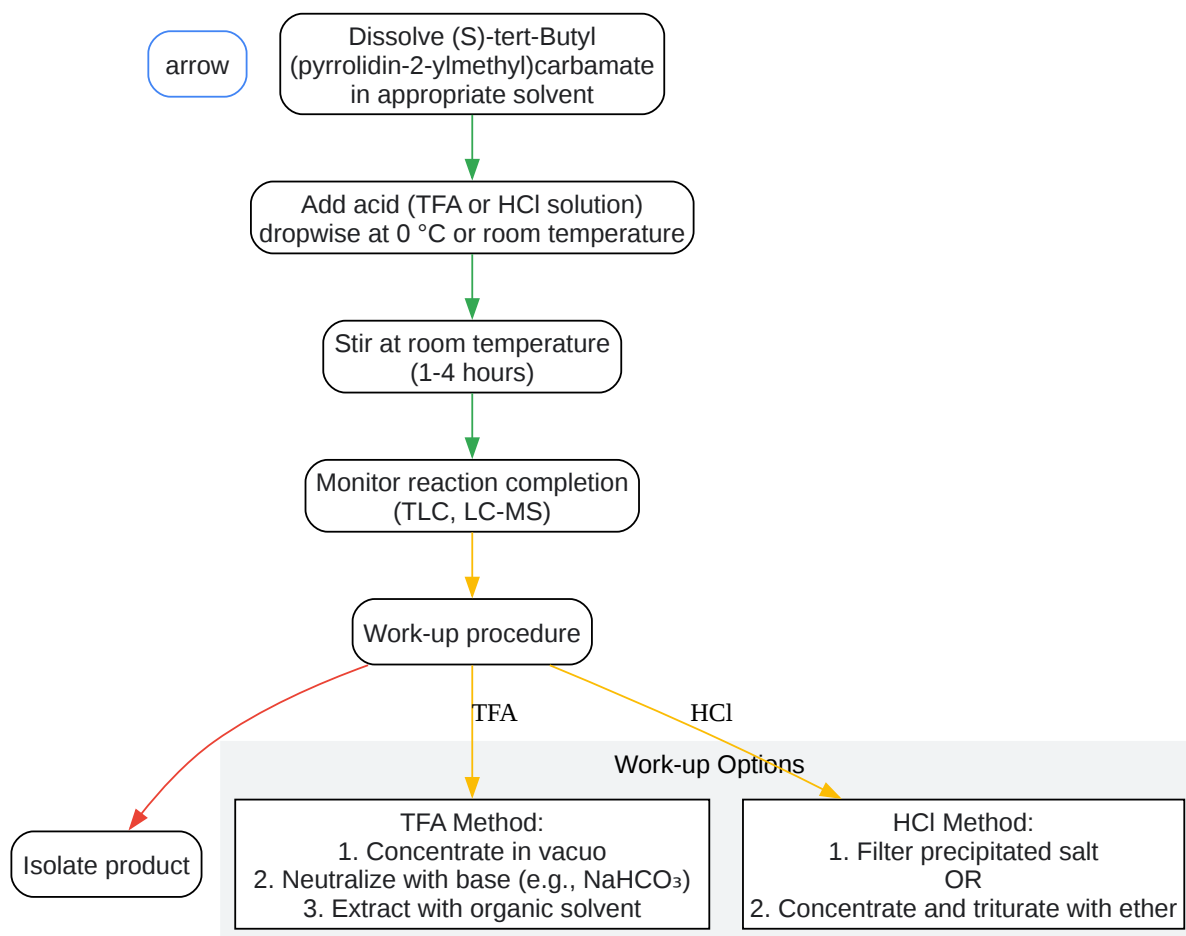 arrow
Dissolve (S)-tert-Butyl
(pyrrolidin-2-ylmethyl)carbamate
in appropriate solvent
Add acid (TFA or HCl solution)
dropwise at 0 °C or room temperature
Stir at room temperature
(1-4 hours)
Monitor reaction completion
(TLC, LC-MS)
Work-up procedure
TFA
HCl
Work-up Options
Isolate product
TFA Method:
1. Concentrate in vacuo
2. Neutralize with base (e.g., NaHCO₃)
3. Extract with organic solvent
HCl Method:
1. Filter precipitated salt
OR
2. Concentrate and triturate with ether